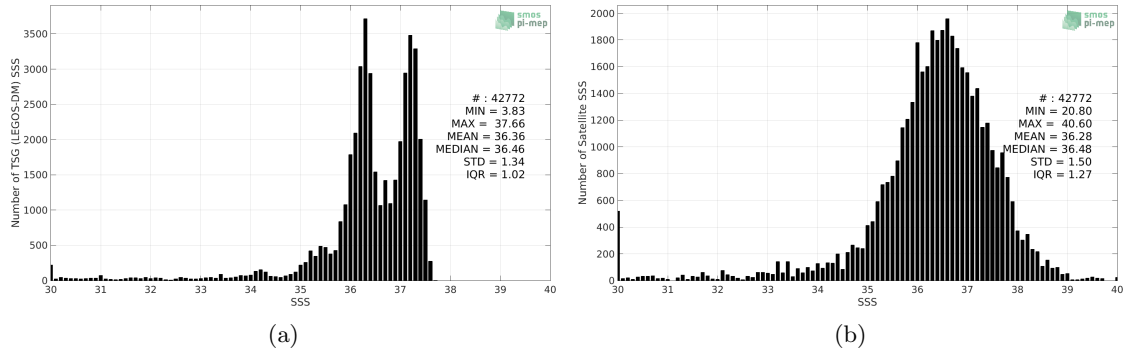 smos
pi-mep
3500
3000
2500
2000
1500
1000
500
0
Number of TSG (LEGOS-DM) SSS
# : 42772
MIN = 3.83
MAX = 37.66
MEAN = 36.36
MEDIAN = 36.46
STD = 1.34
IQR = 1.02
30 31 32 33 34 35 36 37 38 39 40
SSS
(a)
smos
pi-mep
2000
1800
1600
1400
1200
1000
800
600
400
200
0
Number of Satellite SSS
# : 42772
MIN = 20.80
MAX = 40.60
MEAN = 36.28
MEDIAN = 36.48
STD = 1.50
IQR = 1.27
30 31 32 33 34 35 36 37 38 39 40
SSS
(b)